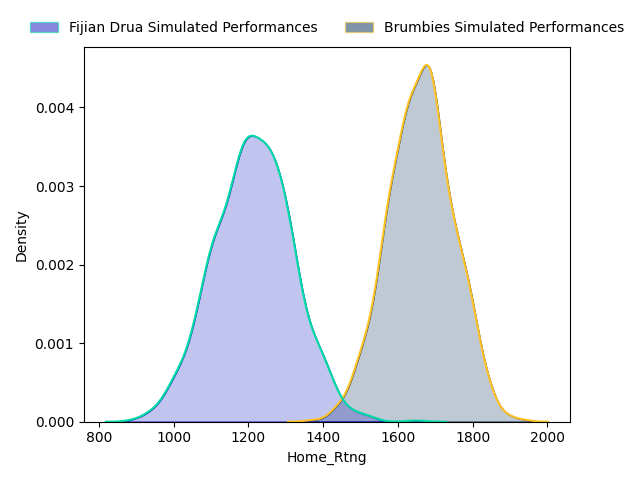 Fijian Drua Simulated Performances Brumbies Simulated Performances
Density
0.004
0.003
0.002
0.001
0.000
800 1000 1200 1400 1600 1800 2000
Home_Rtng